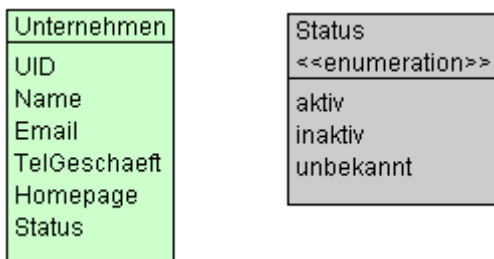 Unternehmen
UID
Name
Email
TelGeschaeft
Homepage
Status
Status
<<enumeration>>
aktiv
inaktiv
unbekannt